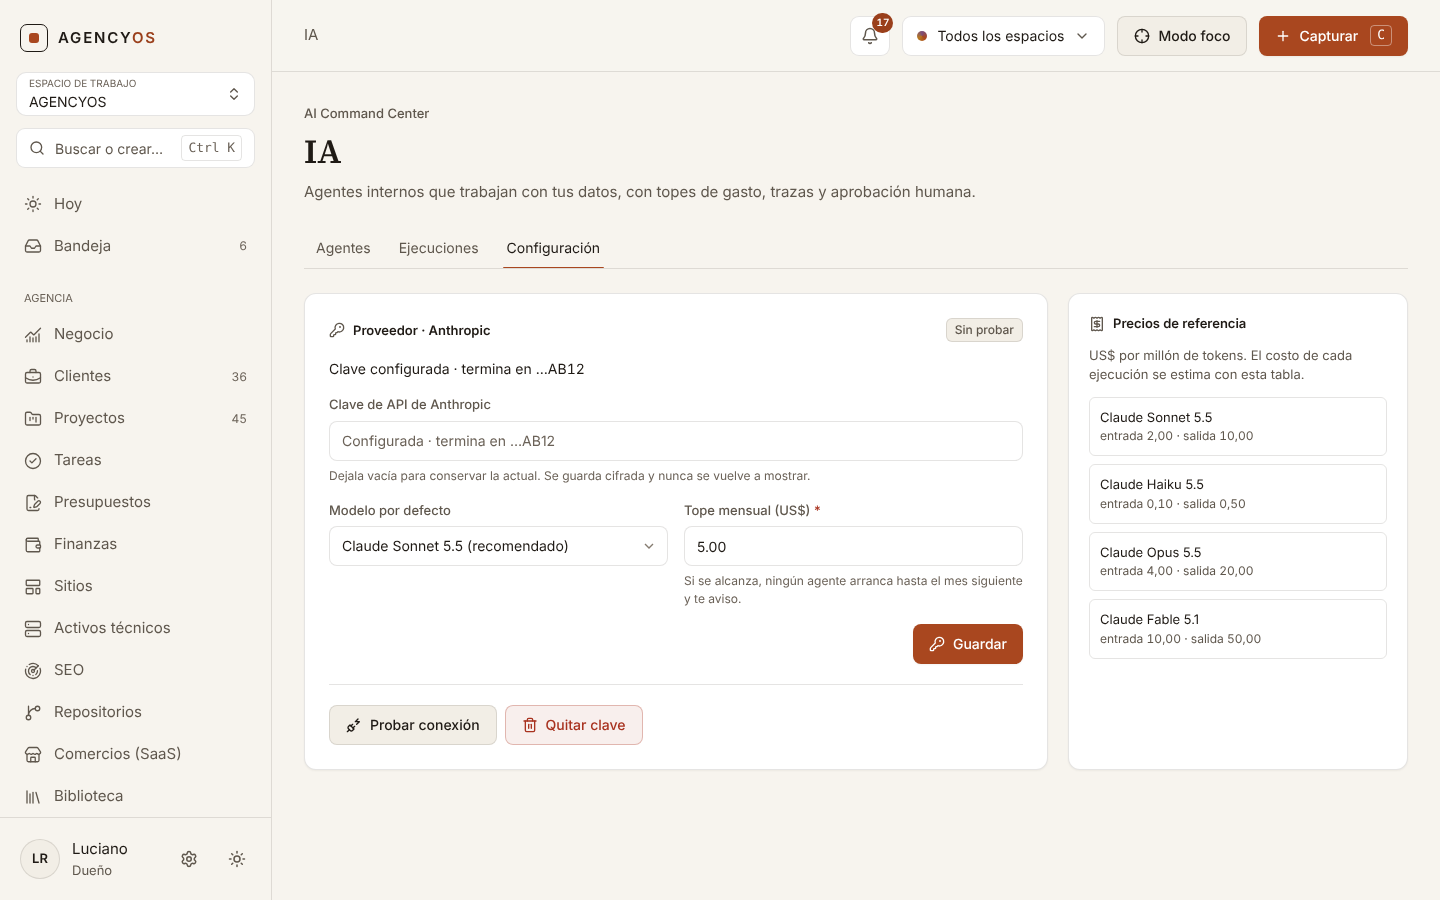 AGENCYOS
ESPACIO DE TRABAJO
AGENCYOS
Buscar o crear... Ctrl K
Hoy
Bandeja 6
AGENCIA
Negocio
Clientes 36
Proyectos 45
Tareas
Presupuestos
Finanzas
Sitios
Activos técnicos
SEO
Repositorios
Comercios (SaaS)
Biblioteca
LR
Luciano
Dueño
IA
17
Todos los espacios
Modo foco
Capturar C
AI Command Center
IA
Agentes internos que trabajan con tus datos, con topes de gasto, trazas y aprobación humana.
Agentes Ejecuciones Configuración
Proveedor · Anthropic Sin probar
Clave configurada · termina en ...AB12
Clave de API de Anthropic
Configurada · termina en ...AB12
Dejala vacía para conservar la actual. Se guarda cifrada y nunca se vuelve a mostrar.
Modelo por defecto
Claude Sonnet 5.5 (recomendado)
Tope mensual (US$) *
5.00
Si se alcanza, ningún agente arranca hasta el mes siguiente
y te aviso.
Guardar
Probar conexión Quitar clave
Precios de referencia
US$ por millón de tokens. El costo de cada
ejecución se estima con esta tabla.
Claude Sonnet 5.5
entrada 2,00 · salida 10,00
Claude Haiku 5.5
entrada 0,10 · salida 0,50
Claude Opus 5.5
entrada 4,00 · salida 20,00
Claude Fable 5.1
entrada 10,00 · salida 50,00